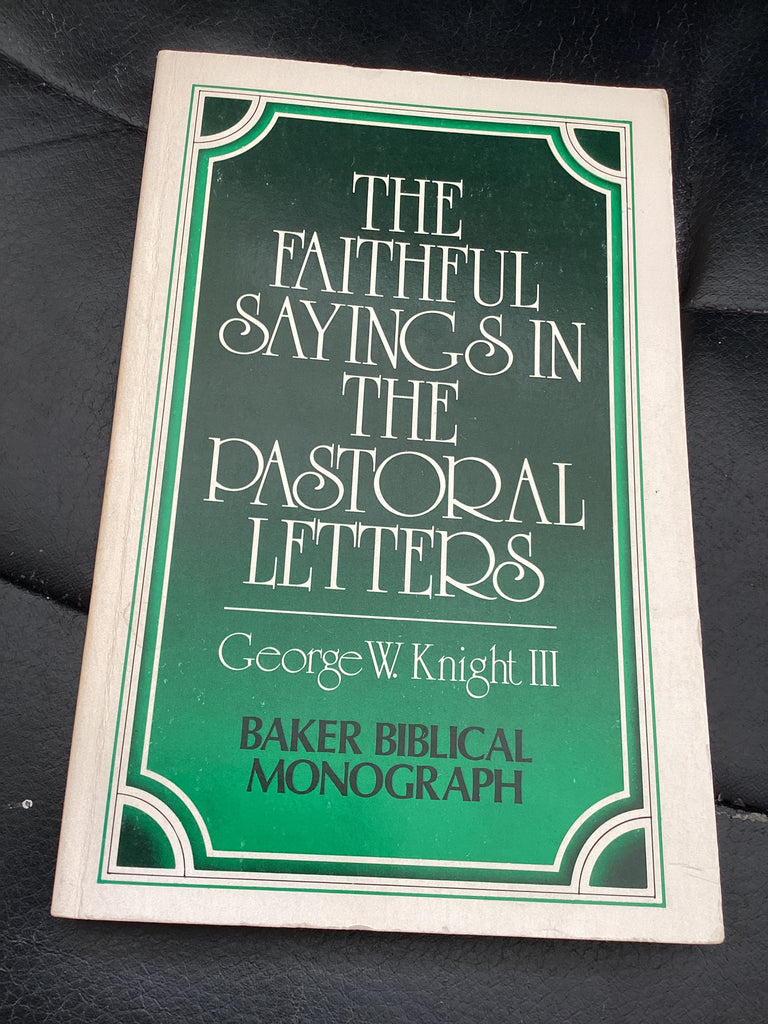 THE
FAITHFUL
SAYINGS IN
THE
PASTORAL
LETTERS
George W. Knight III
BAKER BIBLICAL
MONOGRAPH